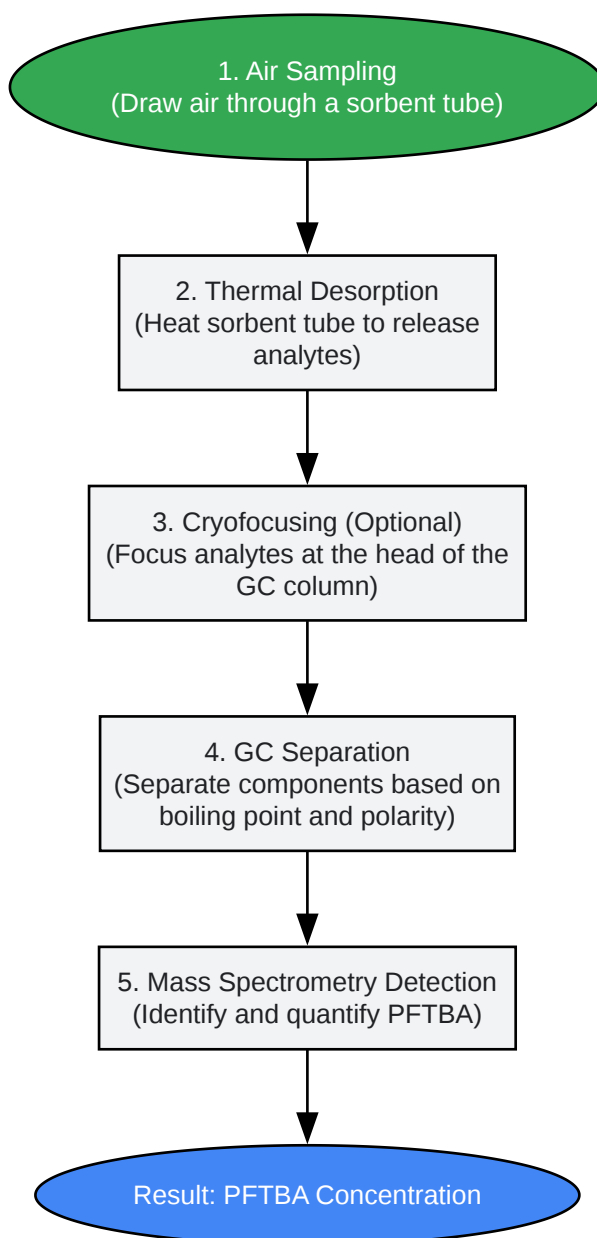 1. Air Sampling
(Draw air through a sorbent tube)
2. Thermal Desorption
(Heat sorbent tube to release
analytes)
3. Cryofocusing (Optional)
(Focus analytes at the head of the
GC column)
4. GC Separation
(Separate components based on
boiling point and polarity)
5. Mass Spectrometry Detection
(Identify and quantify PFTBA)
Result: PFTBA Concentration